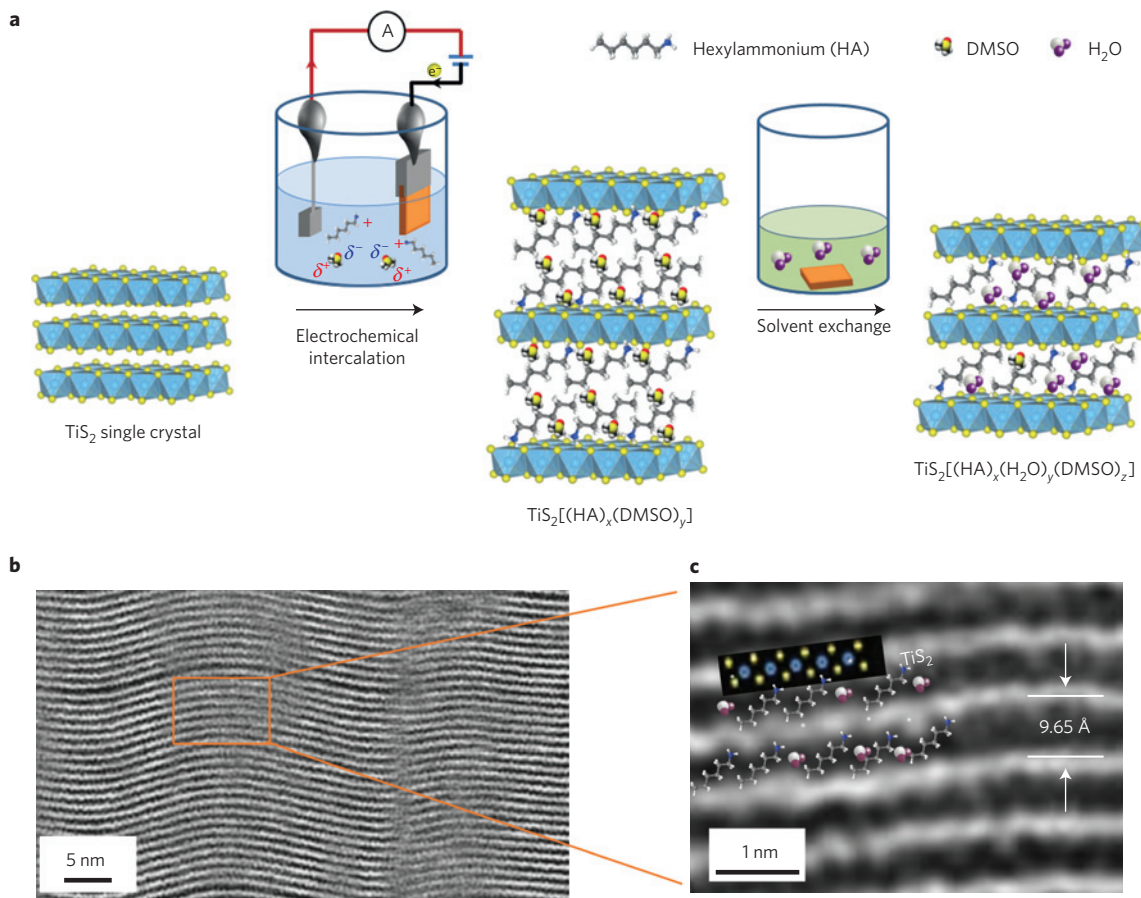 a
A
e⁻
Hexylammonium (HA)
DMSO
H₂O
+
δ⁻ δ⁻ +
δ⁺ δ⁺
Electrochemical
intercalation
Solvent exchange
TiS₂ single crystal
TiS₂[(HA)ₓ(DMSO)ᵧ]
TiS₂[(HA)ₓ(H₂O)ᵧ(DMSO)_z]
b
c
TiS₂
9.65 Å
5 nm
1 nm